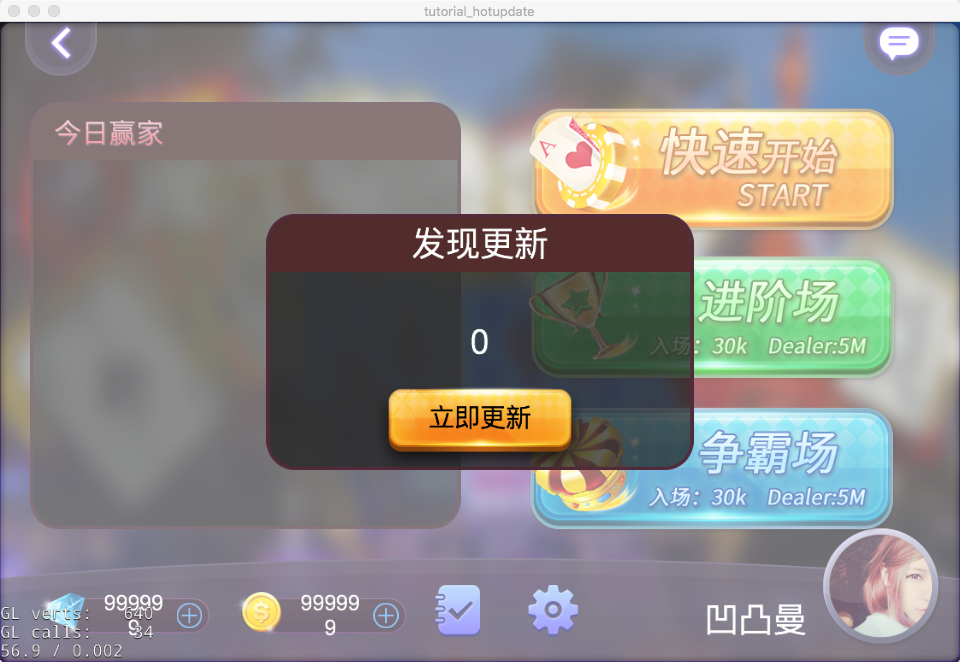 tutorial_hotupdate
今日赢家
A
快速开始
START
发现更新
0
立即更新
进阶场
入场：30k Dealer:5M
争霸场
入场：30k Dealer:5M
99999
9
99999
9
凹凸曼
GL verts: 640
GL calls: 34
56.9 / 0.002